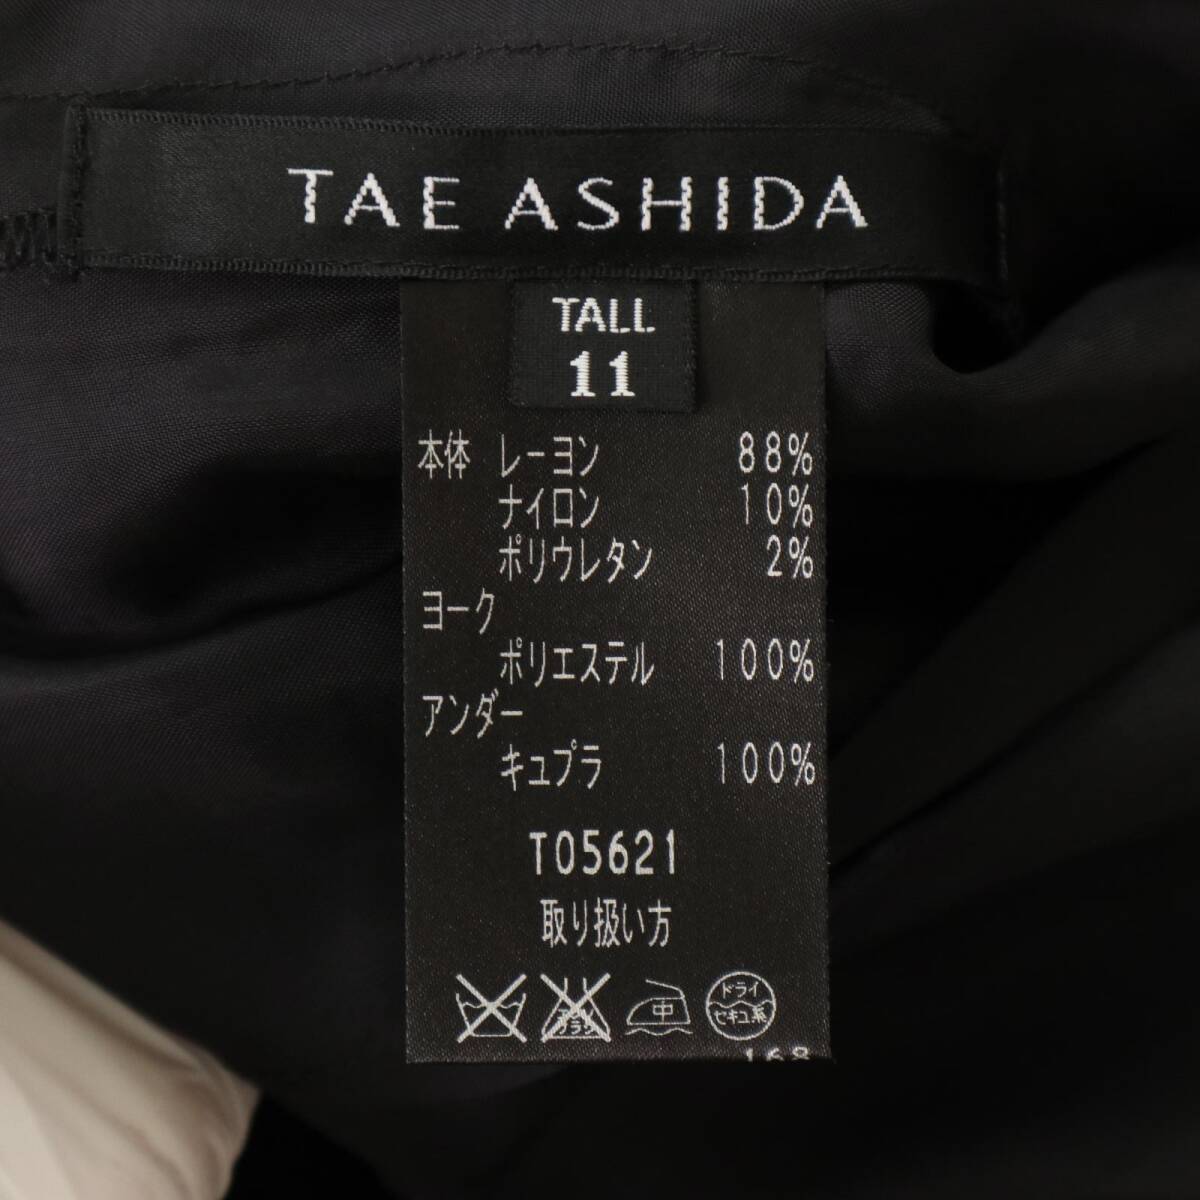 TAE ASHIDA
TALL
11
本体 レーヨン 88%
ナイロン 10%
ポリウレタン 2%
ヨーク
ポリエステル 100%
アンダー
キュプラ 100%
T05621
取り扱い方
中 ドライ
セキユ系
168